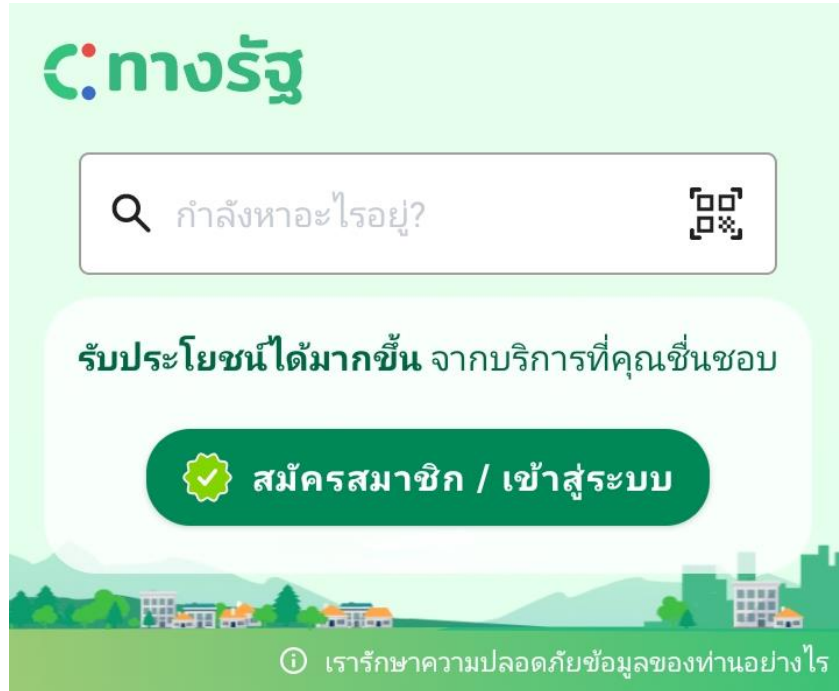 ทางรัฐ
กำลังหาอะไรอยู่?
รับประโยชน์ได้มากขึ้น จากบริการที่คุณชื่นชอบ
สมัครสมาชิก / เข้าสู่ระบบ
เรารักษาความปลอดภัยข้อมูลของท่านอย่างไร